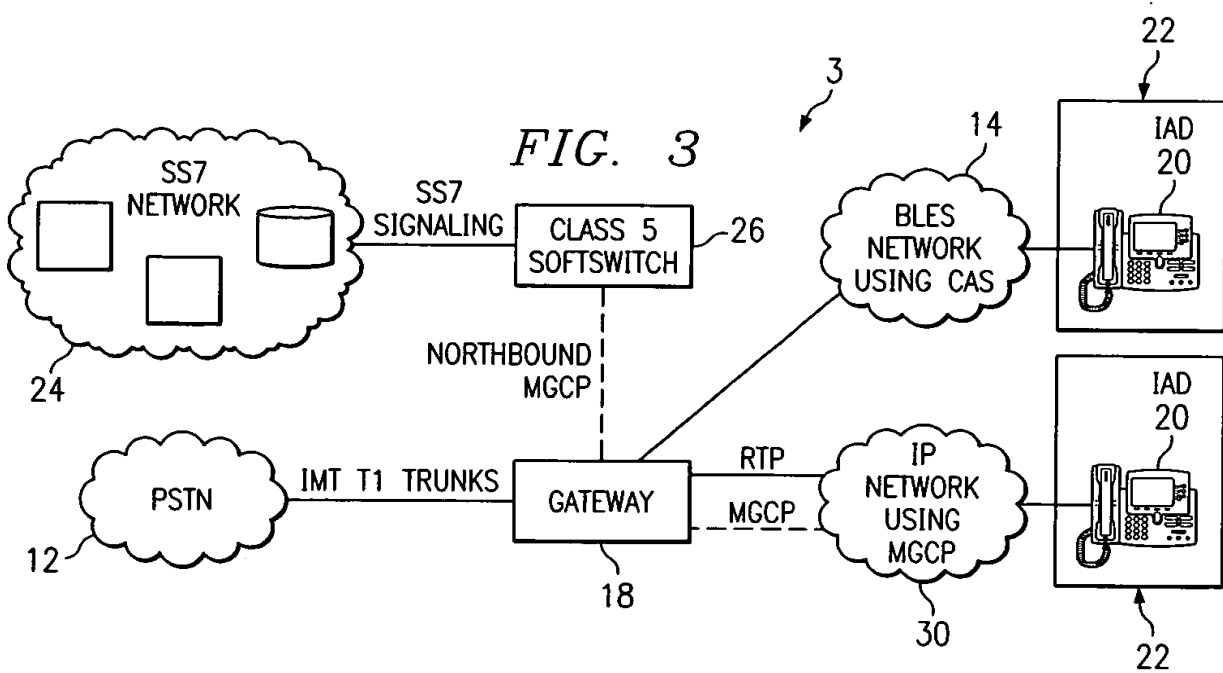 22
3
FIG. 3
14
IAD
20
SS7
NETWORK
SS7
SIGNALING
CLASS 5
SOFTSWITCH
26
BLES
NETWORK
USING CAS
24
NORTHBOUND
MGCP
IAD
20
PSTN
12
IMT T1 TRUNKS
GATEWAY
18
RTP
MGCP
IP
NETWORK
USING
MGCP
30
22